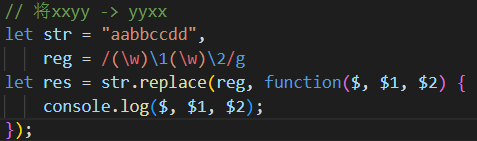 // 将xxyy -> yyxx
let str = "aabbccdd",
reg = /(\w)\1(\w)\2/g
let res = str.replace(reg, function($, $1, $2) {
console.log($, $1, $2);
});